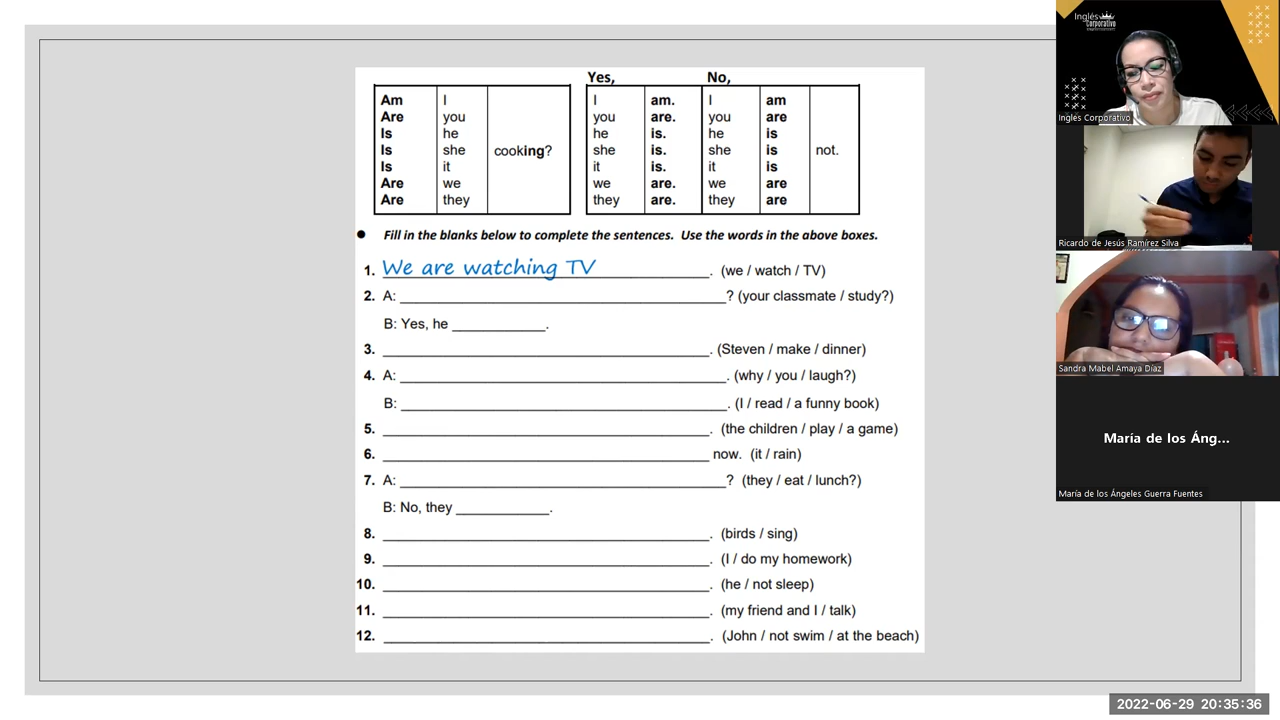 Yes, No,
Am I cooking? I am. I am not.
Are you you are. you are
Is he he is. he is
Is she she is. she is
Is it it is. it is
Are we we are. we are
Are they they are. they are
● Fill in the blanks below to complete the sentences. Use the words in the above boxes.
1. We are watching TV. (we / watch / TV)
2. A: ? (your classmate / study?)
B: Yes, he .
3. . (Steven / make / dinner)
4. A: . (why / you / laugh?)
B: . (I / read / a funny book)
5. . (the children / play / a game)
6. now. (it / rain)
7. A: ? (they / eat / lunch?)
B: No, they .
8. . (birds / sing)
9. . (I / do my homework)
10. . (he / not sleep)
11. . (my friend and I / talk)
12. . (John / not swim / at the beach)
Inglés
Corporativo
Inglés Corporativo
Ricardo de Jesús Ramírez Silva
Sandra Mabel Amaya Díaz
María de los Áng...
María de los Ángeles Guerra Fuentes
2022-06-29 20:35:36